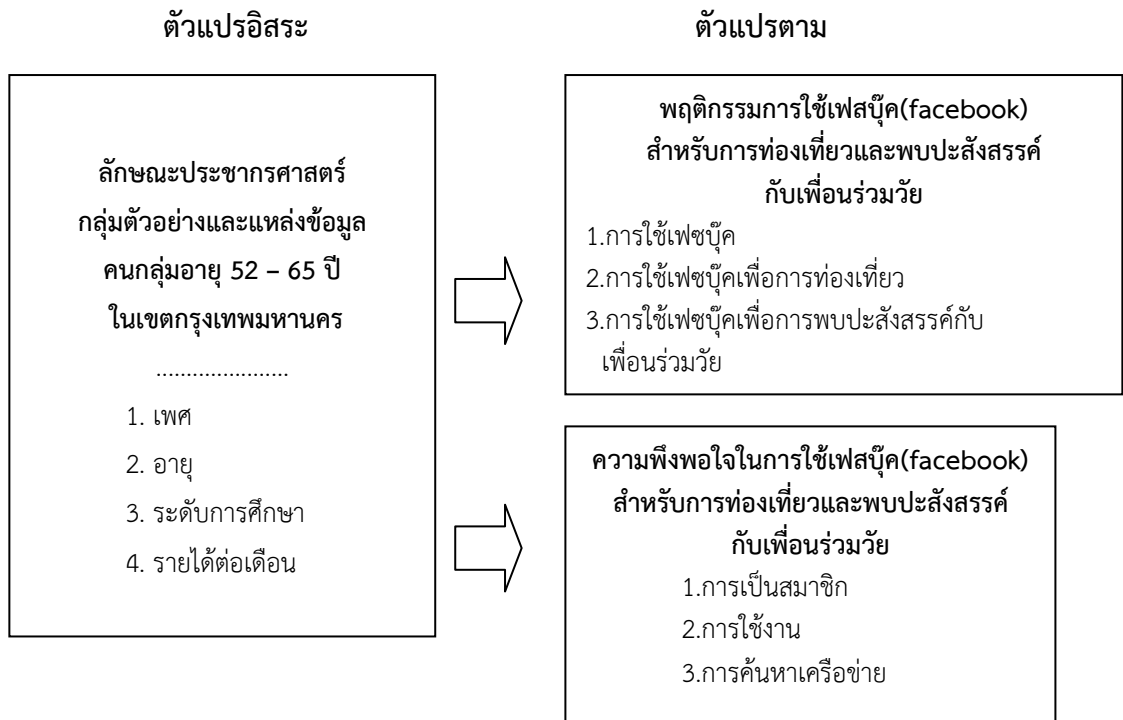 ตัวแปรอิสระ
ตัวแปรตาม
ลักษณะประชากรศาสตร์
กลุ่มตัวอย่างและแหล่งข้อมูล
คนกลุ่มอายุ 52 – 65 ปี
ในเขตกรุงเทพมหานคร
......................
1. เพศ
2. อายุ
3. ระดับการศึกษา
4. รายได้ต่อเดือน
พฤติกรรมการใช้เฟสบุ๊ค(facebook)
สำหรับการท่องเที่ยวและพบปะสังสรรค์
กับเพื่อนร่วมวัย
1.การใช้เฟซบุ๊ค
2.การใช้เฟซบุ๊คเพื่อการท่องเที่ยว
3.การใช้เฟซบุ๊คเพื่อการพบปะสังสรรค์กับ
เพื่อนร่วมวัย
ความพึงพอใจในการใช้เฟสบุ๊ค(facebook)
สำหรับการท่องเที่ยวและพบปะสังสรรค์
กับเพื่อนร่วมวัย
1.การเป็นสมาชิก
2.การใช้งาน
3.การค้นหาเครือข่าย